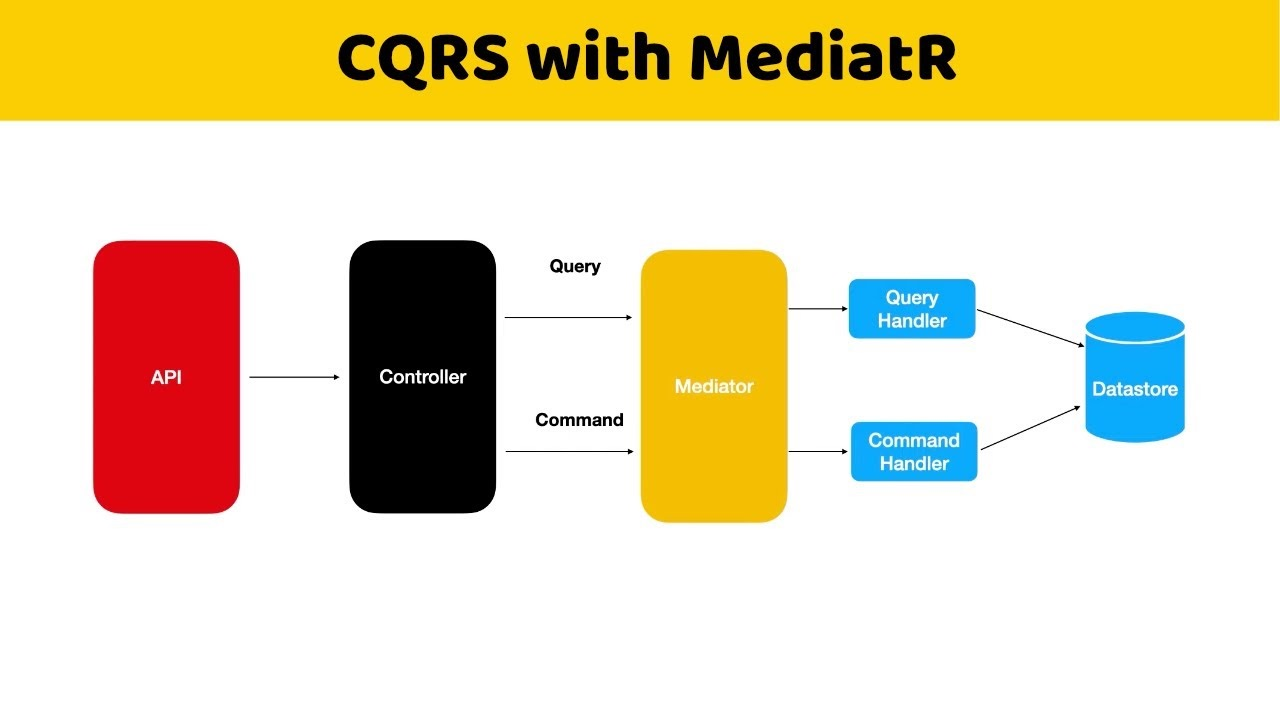 CQRS with MediatR
API
Controller
Query
Command
Mediator
Query
Handler
Command
Handler
Datastore